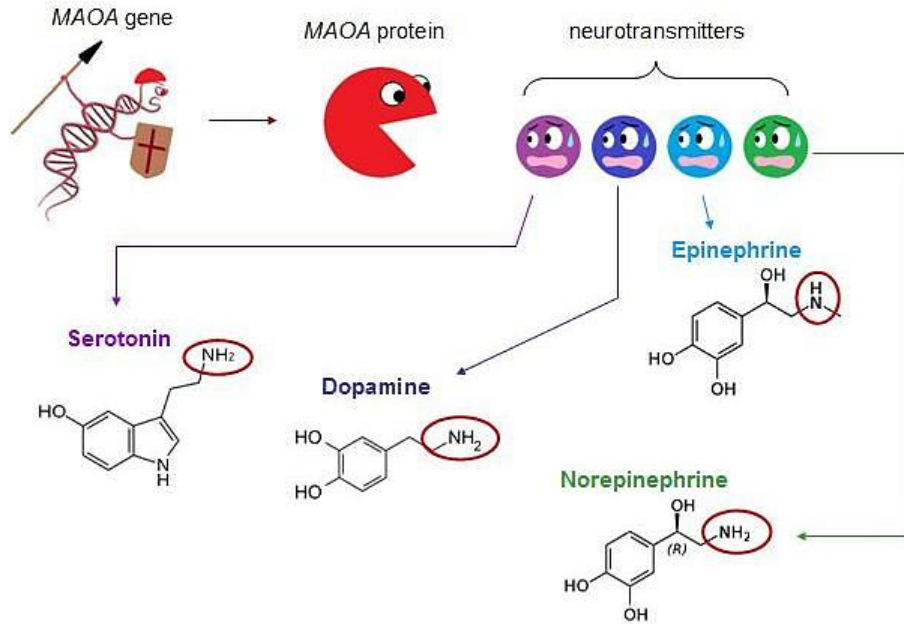 MAOA gene
MAOA protein
neurotransmitters
Epinephrine
OH
H
N
HO
OH
Serotonin
NH2
HO
N
H
Dopamine
HO
NH2
HO
Norepinephrine
OH
NH2
(R)
HO
OH